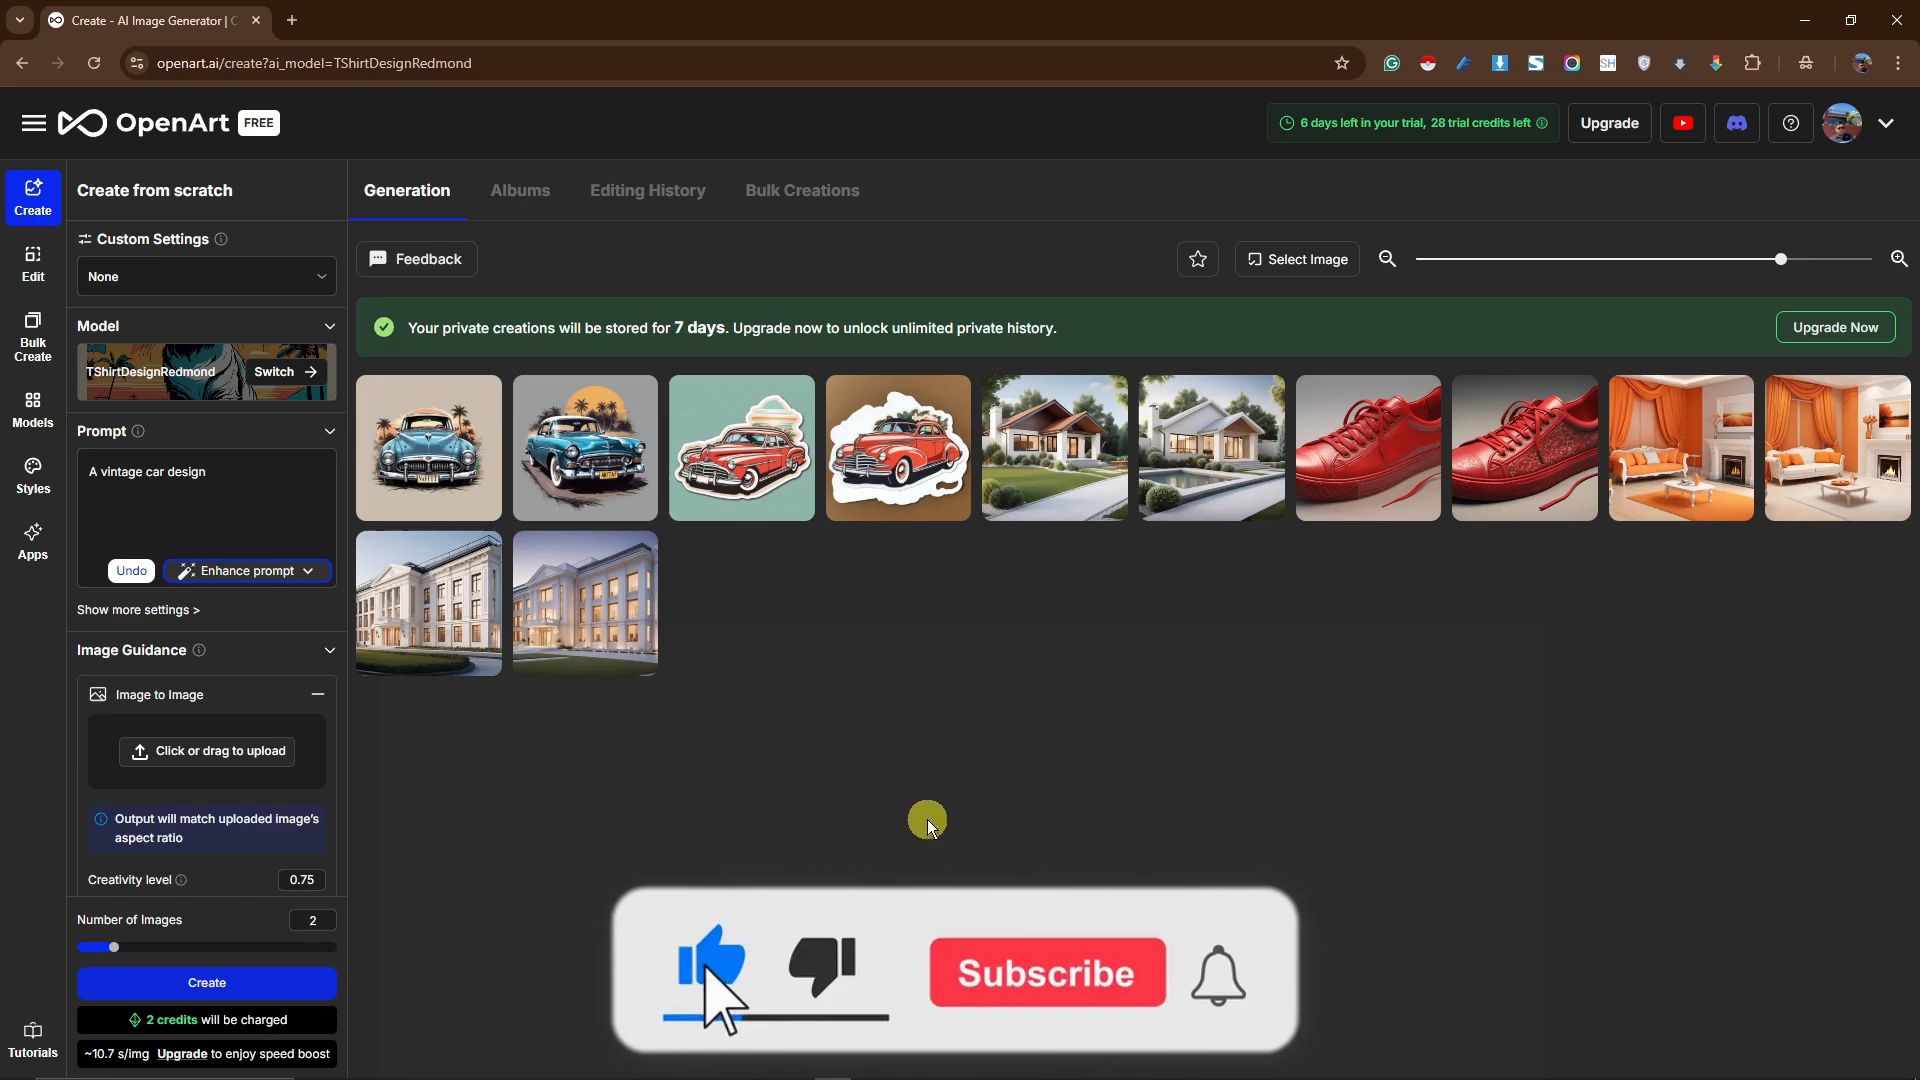 Create - AI Image Generator |
openart.ai/create?ai_model=TShirtDesignRedmond
OpenArt FREE
6 days left in your trial, 28 trial credits left
Upgrade
Create
Edit
Bulk
Create
Models
Styles
Apps
Tutorials
Create from scratch
Custom Settings
None
Model
TShirtDesignRedmond
Switch
Prompt
A vintage car design
Undo
Enhance prompt
Show more settings >
Image Guidance
Image to Image
Click or drag to upload
Output will match uploaded image's
aspect ratio
Creativity level
0.75
Number of Images
2
Create
2 credits will be charged
~10.7 s/img Upgrade to enjoy speed boost
Generation
Albums
Editing History
Bulk Creations
Feedback
Select Image
Your private creations will be stored for 7 days. Upgrade now to unlock unlimited private history.
Upgrade Now
Subscribe